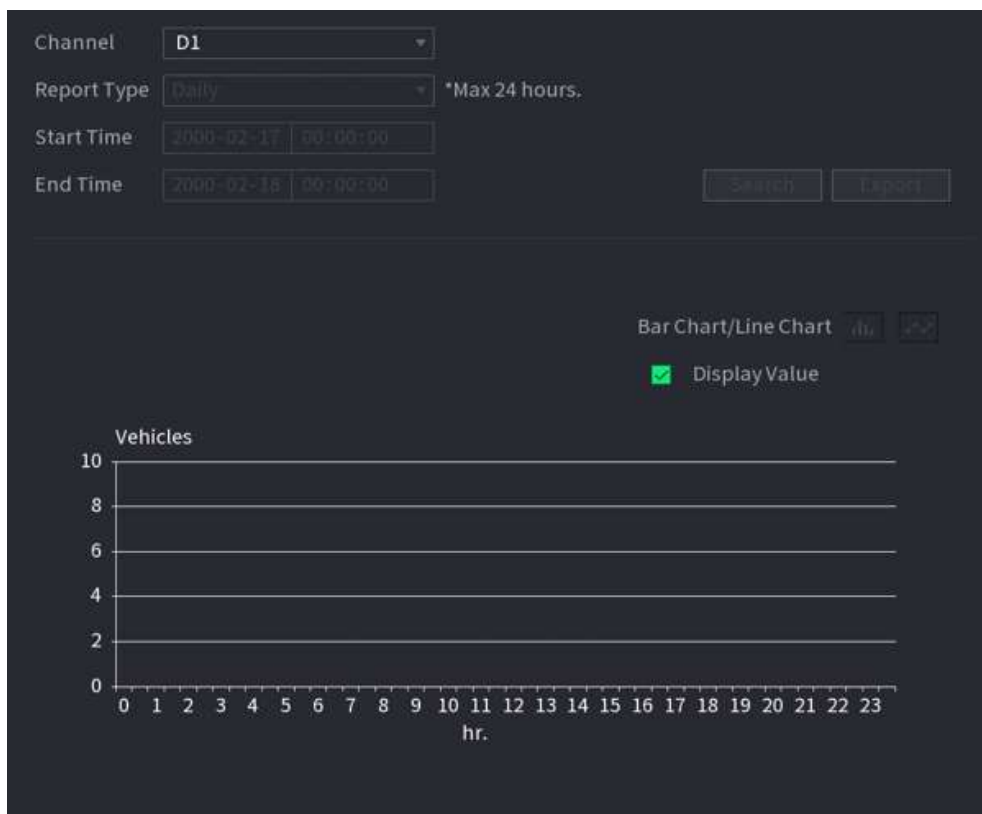 Channel D1
Report Type Daily *Max 24 hours.
Start Time 2000-02-17 00:00:00
End Time 2000-02-18 00:00:00 Search Export
Bar Chart/Line Chart
Display Value
Vehicles
10
8
6
4
2
0
0 1 2 3 4 5 6 7 8 9 10 11 12 13 14 15 16 17 18 19 20 21 22 23
hr.